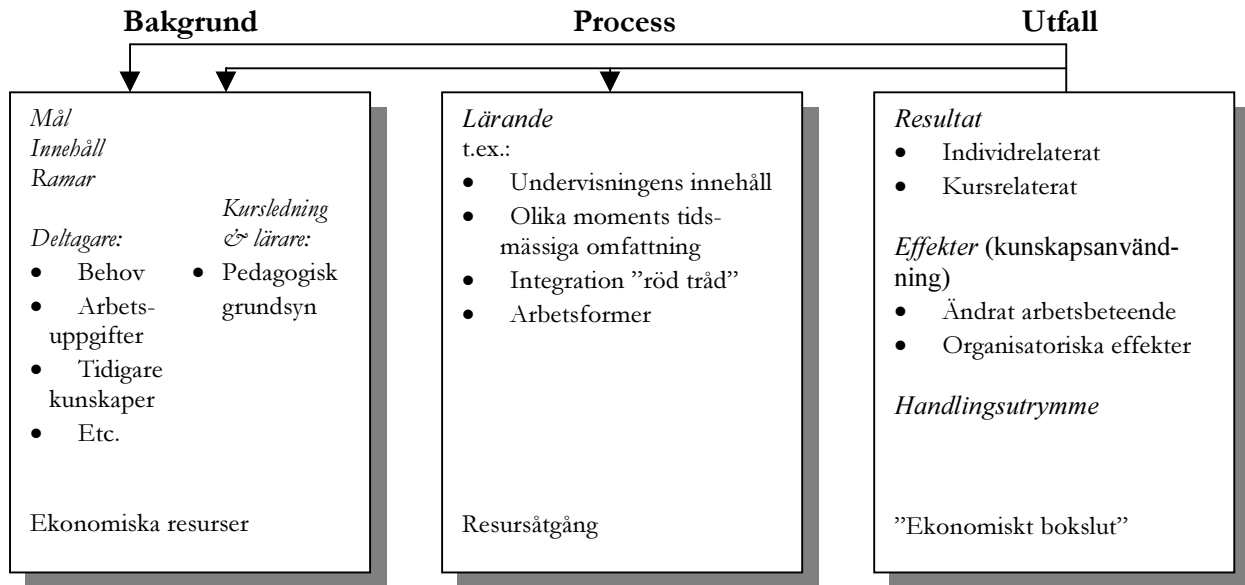 Bakgrund
Process
Utfall
Mål
Innehåll
Ramar
Deltagare:
• Behov
• Arbets-
uppgifter
• Tidigare
kunskaper
• Etc.
Kursledning
& lärare:
• Pedagogisk
grundsyn
Ekonomiska resurser
Lärande
t.ex.:
• Undervisningens innehåll
• Olika moments tids-
mässiga omfattning
• Integration ”röd tråd”
• Arbetsformer
Resursåtgång
Resultat
• Individrelaterat
• Kursrelaterat
Effekter (kunskapsanvänd-
ning)
• Ändrat arbetsbeteende
• Organisatoriska effekter
Handlingsutrymme
”Ekonomiskt bokslut”